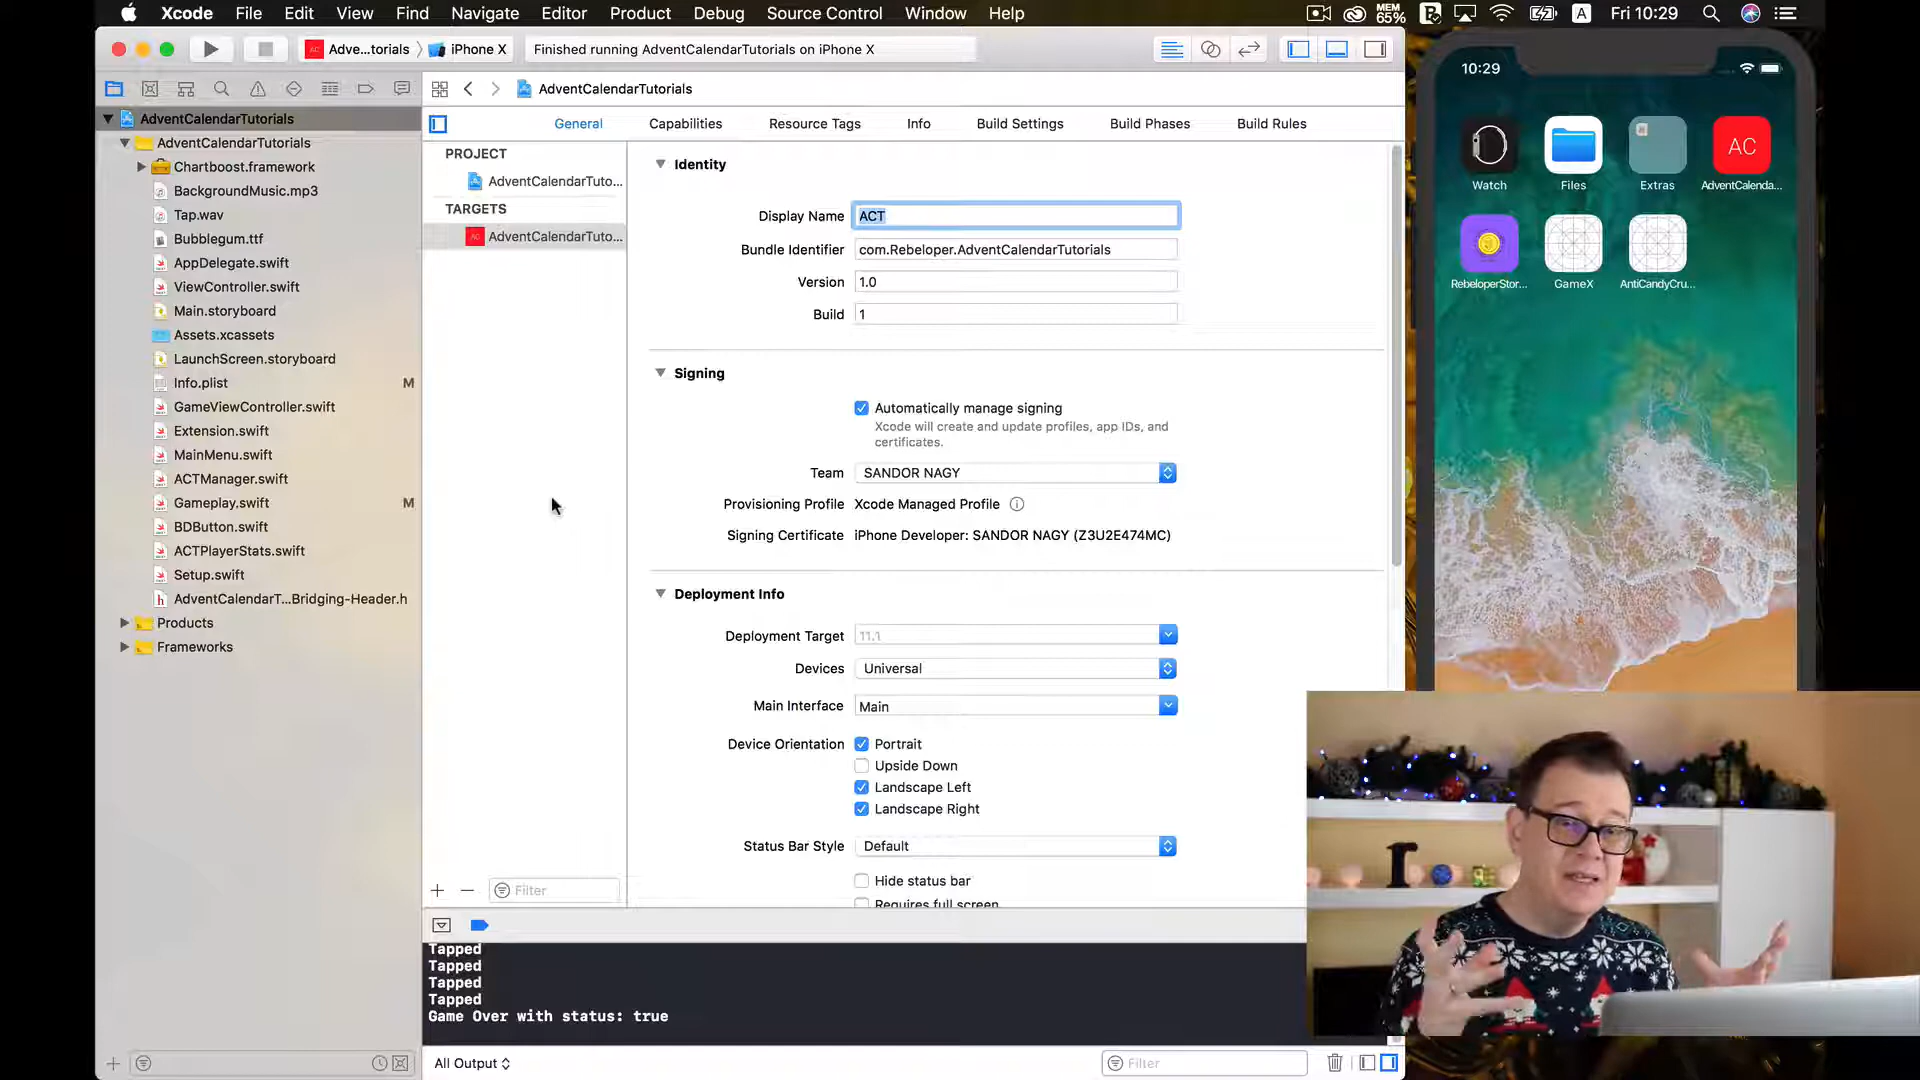 Xcode File Edit View Find Navigate Editor Product Debug Source Control Window Help
MEM 65% A Fri 10:29
Adve...torials iPhone X
Finished running AdventCalendarTutorials on iPhone X
AdventCalendarTutorials
AdventCalendarTutorials
AdventCalendarTutorials
Chartboost.framework
BackgroundMusic.mp3
Tap.wav
Bubblegum.ttf
AppDelegate.swift
ViewController.swift
Main.storyboard
Assets.xcassets
LaunchScreen.storyboard
Info.plist M
GameViewController.swift
Extension.swift
MainMenu.swift
ACTManager.swift
Gameplay.swift M
BDButton.swift
ACTPlayerStats.swift
Setup.swift
h AdventCalendarT...Bridging-Header.h
Products
Frameworks
General Capabilities Resource Tags Info Build Settings Build Phases Build Rules
PROJECT
AdventCalendarTuto...
TARGETS
AC AdventCalendarTuto...
Filter
Identity
Display Name ACT
Bundle Identifier com.Rebeloper.AdventCalendarTutorials
Version 1.0
Build 1
Signing
Automatically manage signing
Xcode will create and update profiles, app IDs, and
certificates.
Team SANDOR NAGY
Provisioning Profile Xcode Managed Profile
Signing Certificate iPhone Developer: SANDOR NAGY (Z3U2E474MC)
Deployment Info
Deployment Target 11.1
Devices Universal
Main Interface Main
Device Orientation Portrait
Upside Down
Landscape Left
Landscape Right
Status Bar Style Default
Hide status bar
Requires full screen
Tapped
Tapped
Tapped
Tapped
Game Over with status: true
All Output
Filter
10:29
AC
Watch Files Extras AdventCalenda...
RebeloperStor... GameX AntiCandyCru...